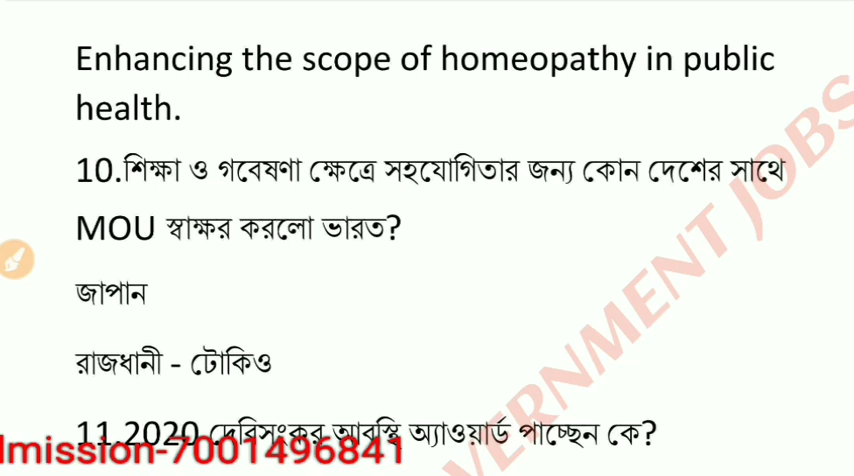 Enhancing the scope of homeopathy in public
health.
10.শিক্ষা ও গবেষণা ক্ষেত্রে সহযোগিতার জন্য কোন দেশের সাথে
MOU স্বাক্ষর করলো ভারত?
জাপান
রাজধানী - টোকিও
11.2020 দেবিসংকর আবস্থি অ্যাওয়ার্ড পাচ্ছেন কে?
lmission-7001496841
VERNMENT JOBS